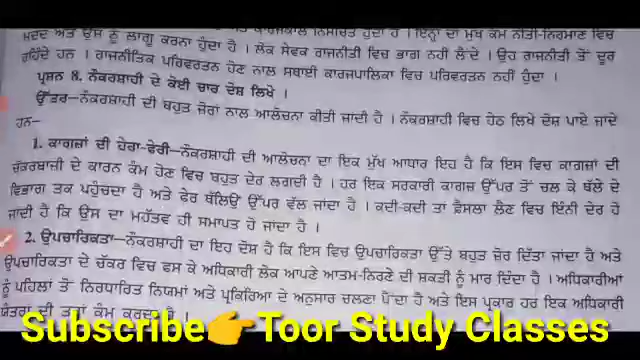 ਮਦਦ ਅਤੇ ਉਸ ਨੂੰ ਲਾਗੂ ਕਰਨਾ ਹੁੰਦਾ ਹੈ । ਲੋਕ ਸੇਵਕ ਰਾਜਨੀਤੀ ਵਿਚ ਭਾਗ ਨਹੀਂ ਲੈਂਦੇ । ਉਹ ਰਾਜਨੀਤੀ ਤੋਂ ਦੂਰ
ਰਹਿੰਦੇ ਹਨ । ਰਾਜਨੀਤਿਕ ਪਰਿਵਰਤਨ ਹੋਣ ਨਾਲ ਸਥਾਈ ਕਾਰਜਪਾਲਿਕਾ ਵਿਚ ਪਰਿਵਰਤਨ ਨਹੀਂ ਹੁੰਦਾ ।
ਪ੍ਰਸ਼ਨ 8. ਨੌਕਰਸ਼ਾਹੀ ਦੇ ਕੋਈ ਚਾਰ ਦੋਸ਼ ਲਿਖੋ ।
ਉੱਤਰ–ਨੌਕਰਸ਼ਾਹੀ ਦੀ ਬਹੁਤ ਜ਼ੋਰਾਂ ਨਾਲ ਆਲੋਚਨਾ ਕੀਤੀ ਜਾਂਦੀ ਹੈ । ਨੌਕਰਸ਼ਾਹੀ ਵਿਚ ਹੇਠ ਲਿਖੇ ਦੋਸ਼ ਪਾਏ ਜਾਂਦੇ
ਹਨ–
1. ਕਾਗਜ਼ਾਂ ਦੀ ਹੇਰਾ-ਫੇਰੀ–ਨੌਕਰਸ਼ਾਹੀ ਦੀ ਆਲੋਚਨਾ ਦਾ ਇਕ ਮੁੱਖ ਆਧਾਰ ਇਹ ਹੈ ਕਿ ਇਸ ਵਿਚ ਕਾਗਜ਼ਾਂ ਦੀ
ਚੱਕਰਬਾਜ਼ੀ ਦੇ ਕਾਰਨ ਕੰਮ ਹੋਣ ਵਿਚ ਬਹੁਤ ਦੇਰ ਲਗਦੀ ਹੈ । ਹਰ ਇਕ ਸਰਕਾਰੀ ਕਾਗਜ਼ ਉੱਪਰ ਤੋਂ ਚਲ ਕੇ ਥੱਲੇ ਦੇ
ਵਿਭਾਗ ਤਕ ਪਹੁੰਚਦਾ ਹੈ ਅਤੇ ਫੇਰ ਥੱਲਿਓਂ ਉੱਪਰ ਵੱਲ ਜਾਂਦਾ ਹੈ । ਕਦੀ-ਕਦੀ ਤਾਂ ਫ਼ੈਸਲਾ ਲੈਣ ਵਿਚ ਇੰਨੀ ਦੇਰ ਹੋ
ਜਾਂਦੀ ਹੈ ਕਿ ਉਸ ਦਾ ਮਹੱਤਵ ਹੀ ਸਮਾਪਤ ਹੋ ਜਾਂਦਾ ਹੈ ।
2. ਉਪਚਾਰਿਕਤਾ–ਨੌਕਰਸ਼ਾਹੀ ਦਾ ਇਹ ਦੋਸ਼ ਹੈ ਕਿ ਇਸ ਵਿਚ ਉਪਚਾਰਿਕਤਾ ਉੱਤੇ ਬਹੁਤ ਜ਼ੋਰ ਦਿੱਤਾ ਜਾਂਦਾ ਹੈ ਅਤੇ
ਉਪਚਾਰਿਕਤਾ ਦੇ ਚੱਕਰ ਵਿਚ ਫਸ ਕੇ ਅਧਿਕਾਰੀ ਲੋਕ ਆਪਣੇ ਆਤਮ-ਨਿਰਣੇ ਦੀ ਸ਼ਕਤੀ ਨੂੰ ਮਾਰ ਦਿੰਦਾ ਹੈ । ਅਧਿਕਾਰੀਆਂ
ਨੂੰ ਪਹਿਲਾਂ ਤੋਂ ਨਿਰਧਾਰਿਤ ਨਿਯਮਾਂ ਅਤੇ ਪ੍ਰਕਿਰਿਆ ਦੇ ਅਨੁਸਾਰ ਚਲਣਾ ਪੈਂਦਾ ਹੈ ਅਤੇ ਇਸ ਪ੍ਰਕਾਰ ਹਰ ਇਕ ਅਧਿਕਾਰੀ
ਯੰਤਰਾਂ ਦੀ ਤਰ੍ਹਾਂ ਕੰਮ ਕਰਦਾ ਹੈ ।
Subscribe👉Toor Study Classes